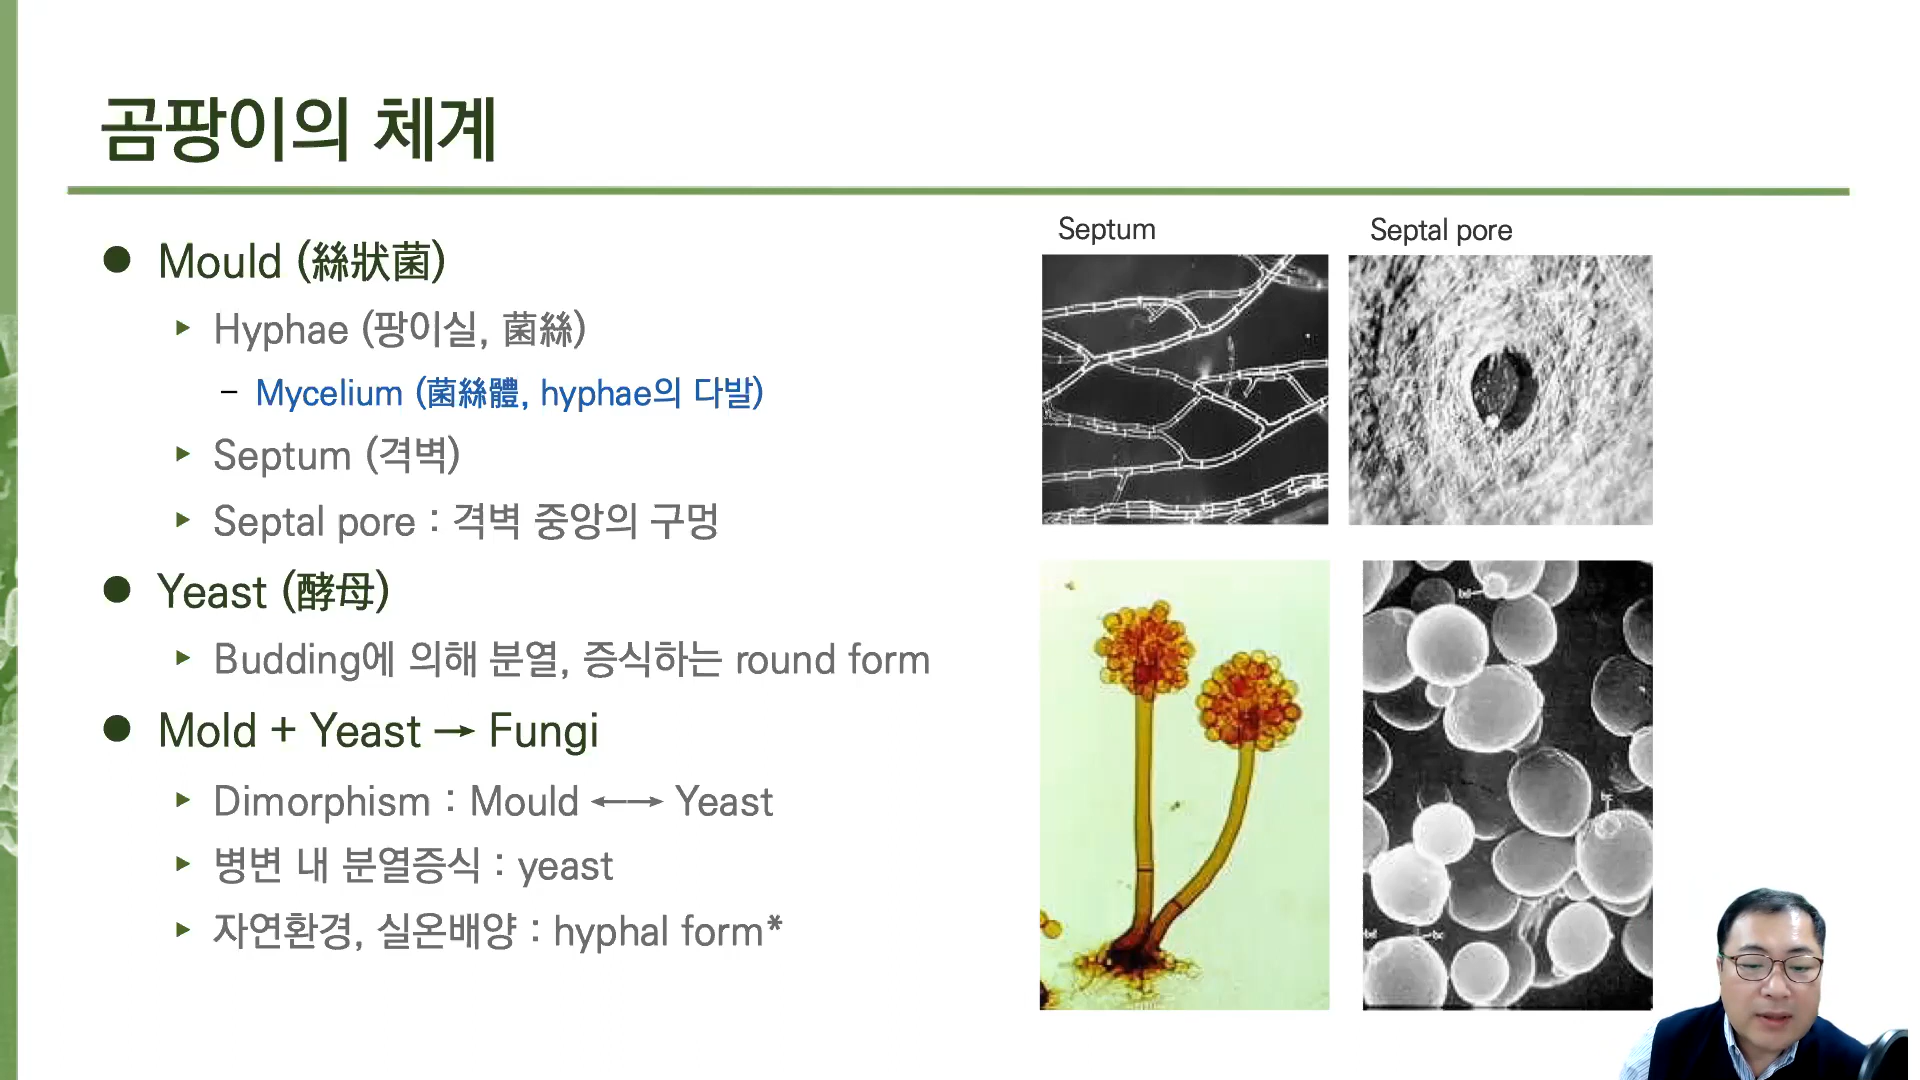 곰팡이의 체계
● Mould (絲狀菌)
▸ Hyphae (팡이실, 菌絲)
– Mycelium (菌絲體, hyphae의 다발)
▸ Septum (격벽)
▸ Septal pore : 격벽 중앙의 구멍
● Yeast (酵母)
▸ Budding에 의해 분열, 증식하는 round form
● Mold + Yeast → Fungi
▸ Dimorphism : Mould ←→ Yeast
▸ 병변 내 분열증식 : yeast
▸ 자연환경, 실온배양 : hyphal form*
Septum
Septal pore